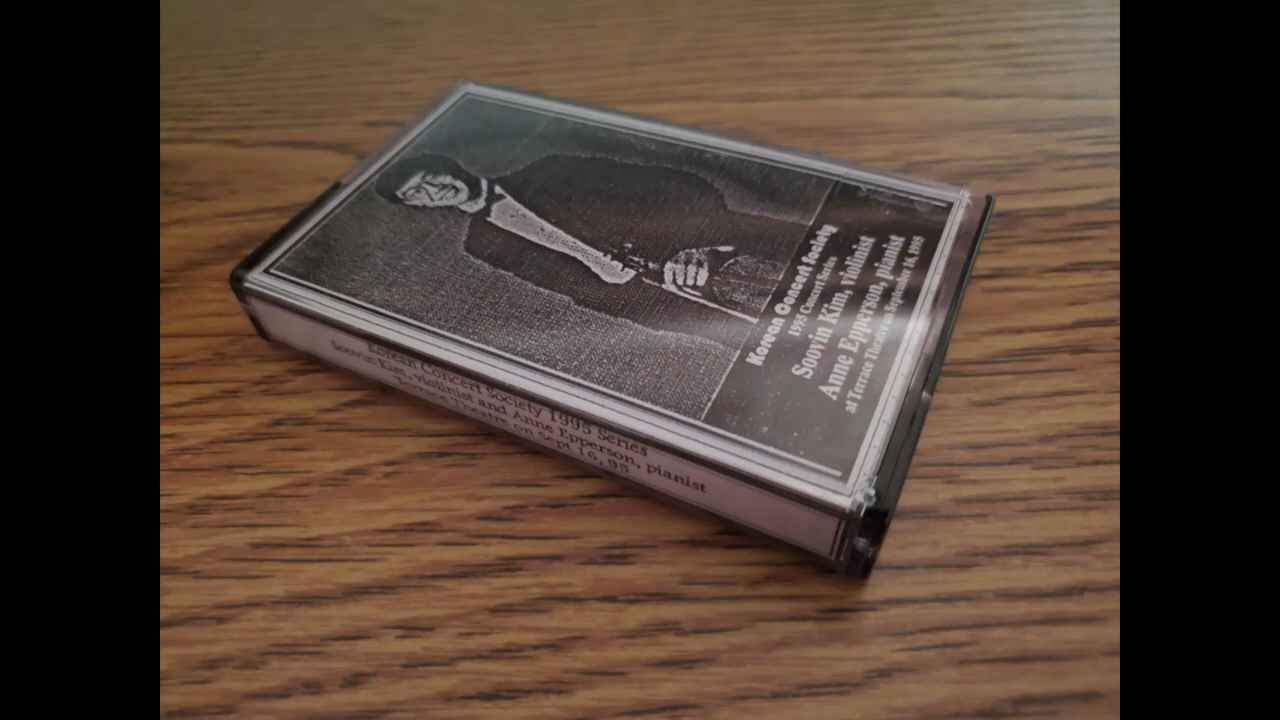 Korean Concert Society
1995 Concert Series
Soovin Kim, violinist
Anne Epperson, pianist
at Terrace Theatre on September 16, 1995
Korean Concert Society 1995 Series
Soovin Kim, violinist and Anne Epperson, pianist
Terrace Theatre on Sept 16, 95